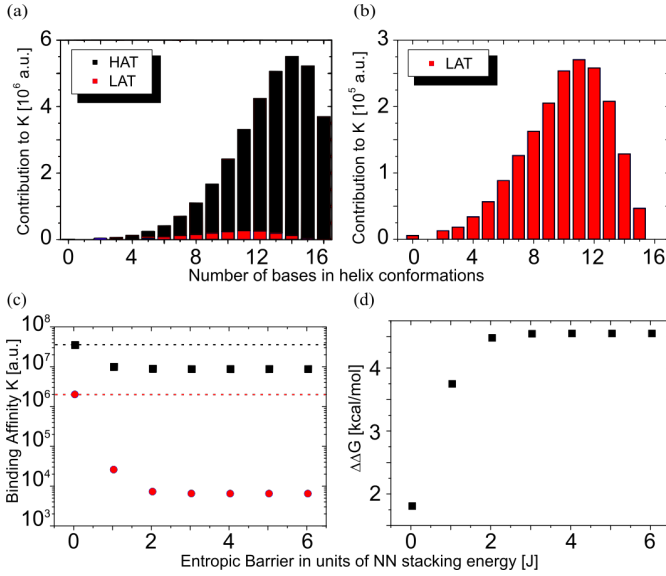 (a)
(b)
Contribution to K [10⁶ a.u.]
6
4
2
0
HAT
LAT
0 4 8 12 16
Contribution to K [10⁵ a.u.]
3
2
1
0
LAT
0 4 8 12 16
Number of bases in helix conformations
(c)
(d)
Binding Affinity K [a.u.]
10⁸
10⁷
10⁶
10⁵
10⁴
10³
0 2 4 6
ΔΔG [kcal/mol]
4
3
2
0 2 4 6
Entropic Barrier in units of NN stacking energy [J]